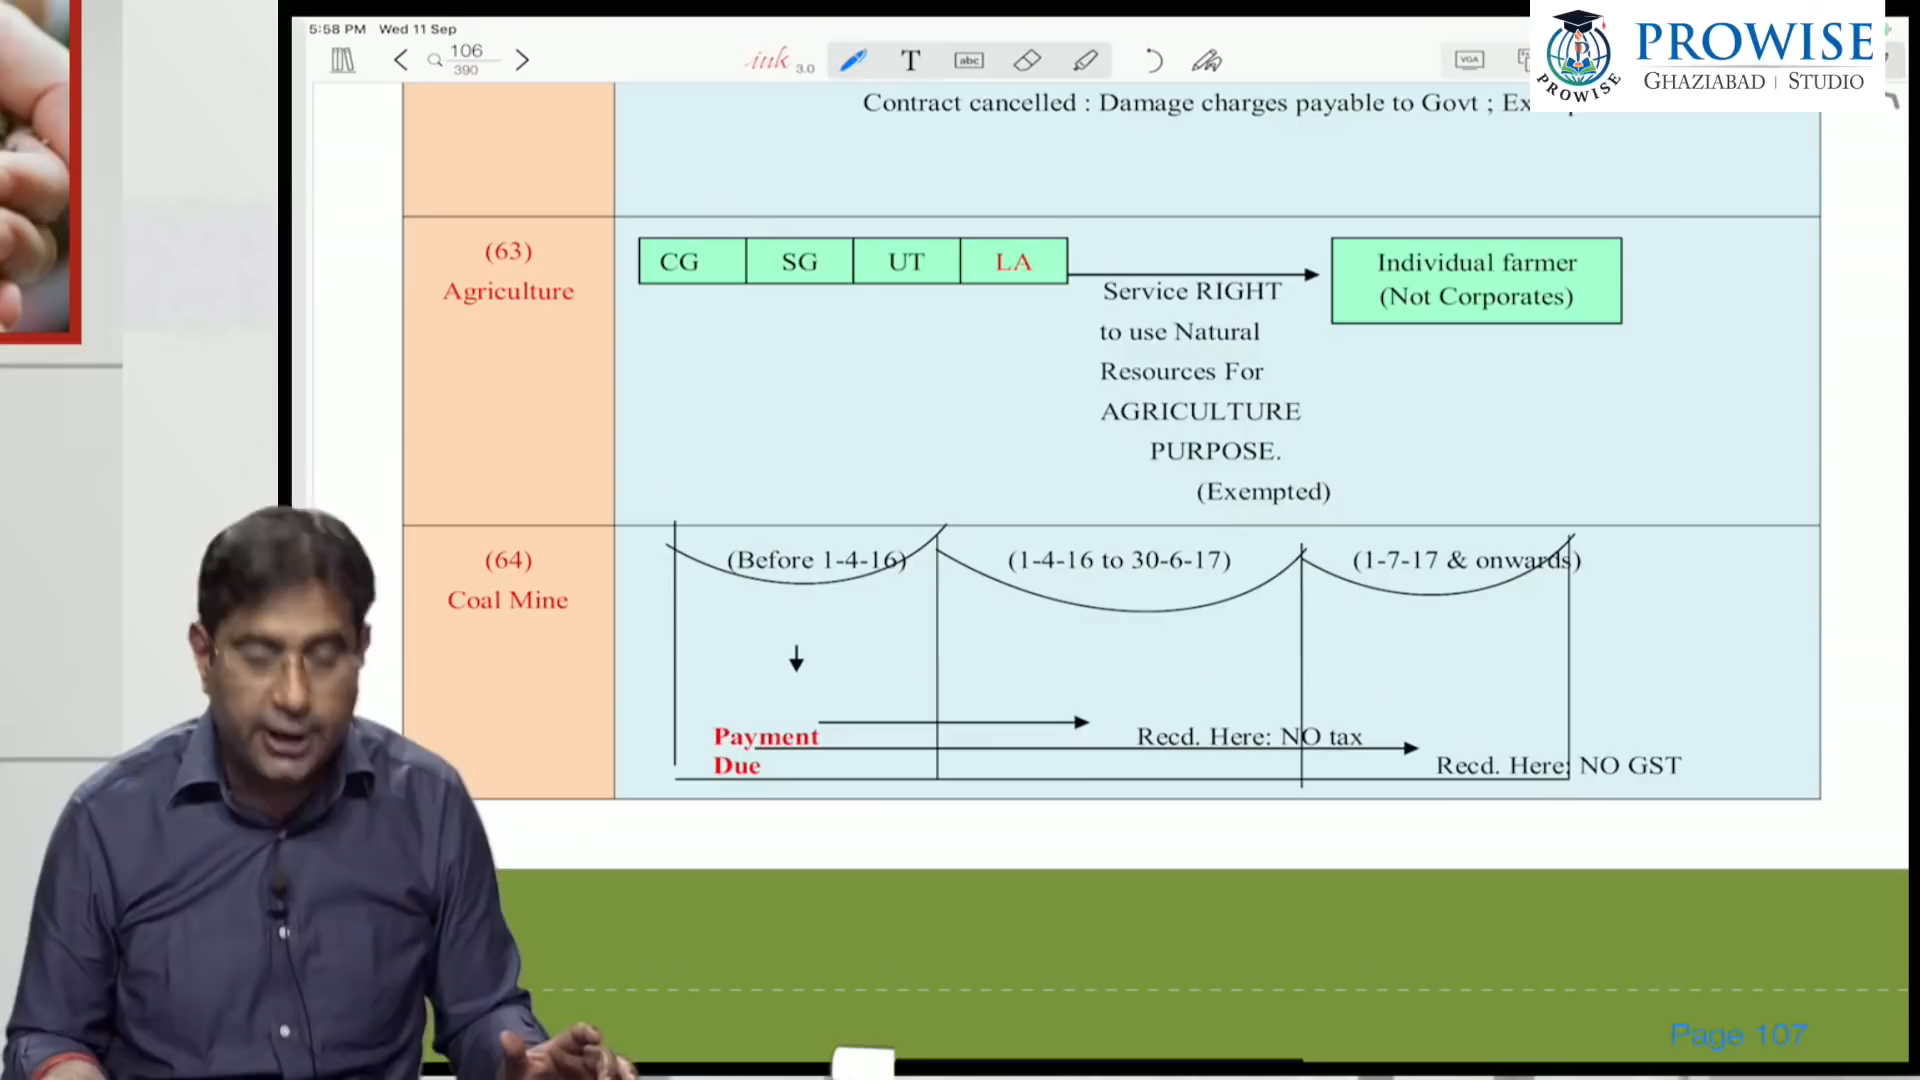 5:58 PM Wed 11 Sep
106
390
ink 3.0
T
abc
VGA
PROWISE
PROWISE
GHAZIABAD | STUDIO
Contract cancelled : Damage charges payable to Govt ; Ex
(63)
Agriculture
CG SG UT LA
Individual farmer
(Not Corporates)
Service RIGHT
to use Natural
Resources For
AGRICULTURE
PURPOSE.
(Exempted)
(64)
Coal Mine
(Before 1-4-16) (1-4-16 to 30-6-17) (1-7-17 & onwards)
Payment
Due
Recd. Here: NO tax
Recd. Here: NO GST
Page 107